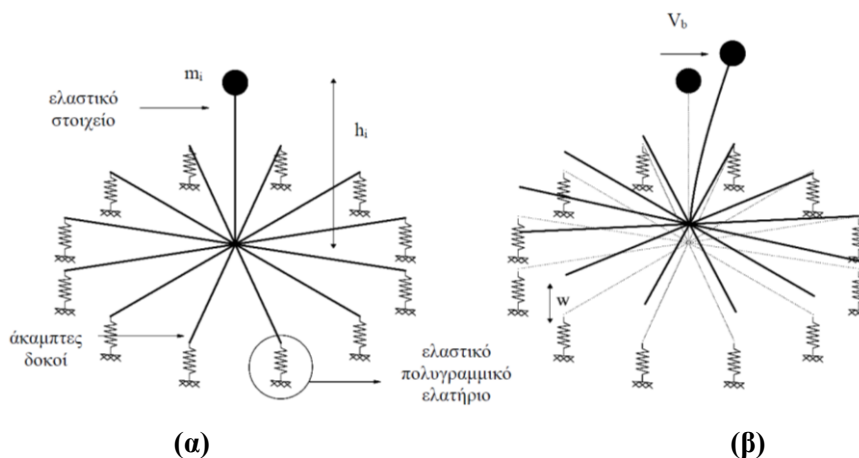 m_i
ελαστικό
στοιχείο
h_i
άκαμπτες
δοκοί
ελαστικό
πολυγραμμικό
ελατήριο
(α)
V_b
w
(β)